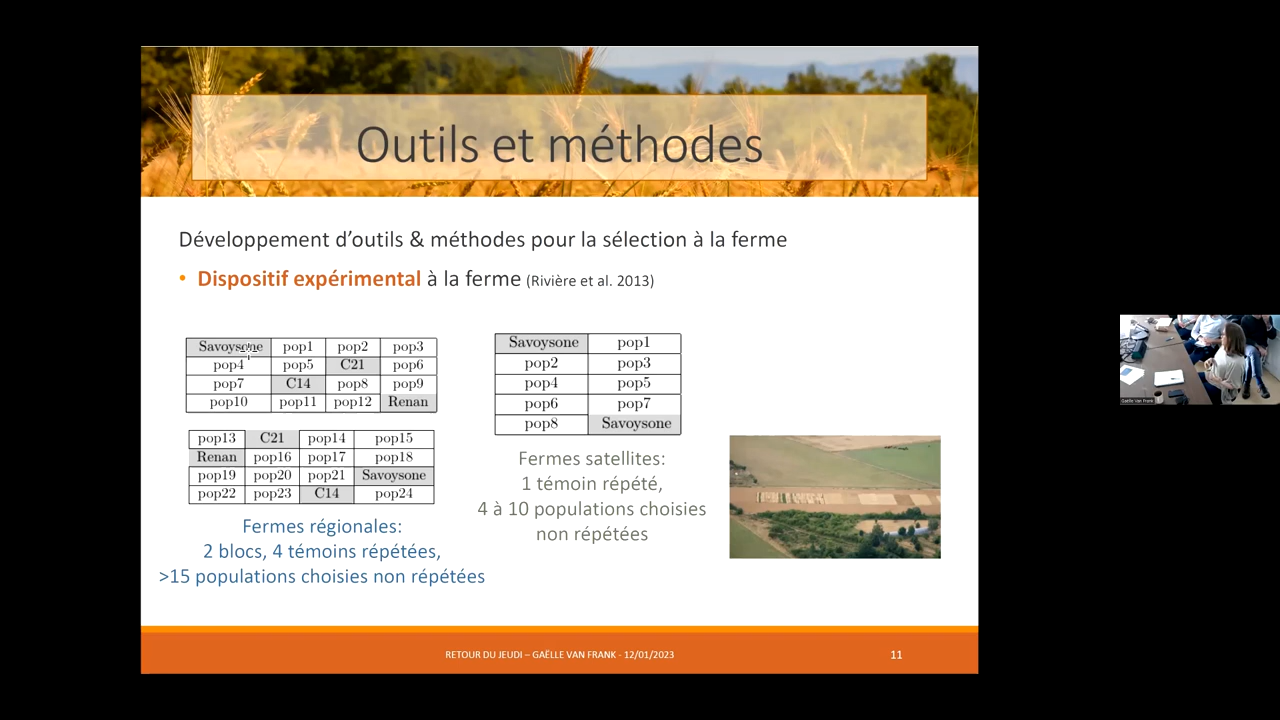 Outils et méthodes
Développement d'outils & méthodes pour la sélection à la ferme
• Dispositif expérimental à la ferme (Rivière et al. 2013)
Savoysone pop1 pop2 pop3
pop4 pop5 C21 pop6
pop7 C14 pop8 pop9
pop10 pop11 pop12 Renan
pop13 C21 pop14 pop15
Renan pop16 pop17 pop18
pop19 pop20 pop21 Savoysone
pop22 pop23 C14 pop24
Fermes régionales:
2 blocs, 4 témoins répétées,
>15 populations choisies non répétées
Savoysone pop1
pop2 pop3
pop4 pop5
pop6 pop7
pop8 Savoysone
Fermes satellites:
1 témoin répété,
4 à 10 populations choisies
non répétées
RETOUR DU JEUDI – GAËLLE VAN FRANK - 12/01/2023
11
Gaëlle Van Frank